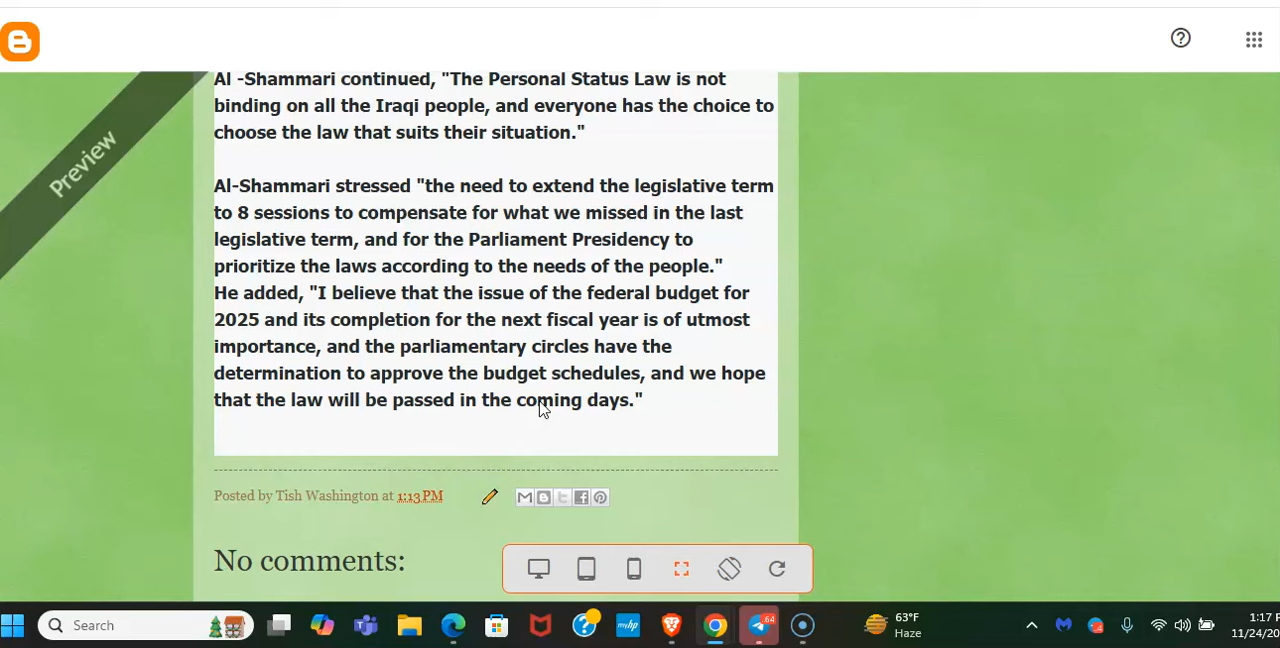 Al -Shammari continued, "The Personal Status Law is not
binding on all the Iraqi people, and everyone has the choice to
choose the law that suits their situation."
Preview
Al-Shammari stressed "the need to extend the legislative term
to 8 sessions to compensate for what we missed in the last
legislative term, and for the Parliament Presidency to
prioritize the laws according to the needs of the people."
He added, "I believe that the issue of the federal budget for
2025 and its completion for the next fiscal year is of utmost
importance, and the parliamentary circles have the
determination to approve the budget schedules, and we hope
that the law will be passed in the coming days."
Posted by Tish Washington at 1:13 PM
No comments:
Search
myhp
64
63°F
Haze
1:17 P
11/24/20